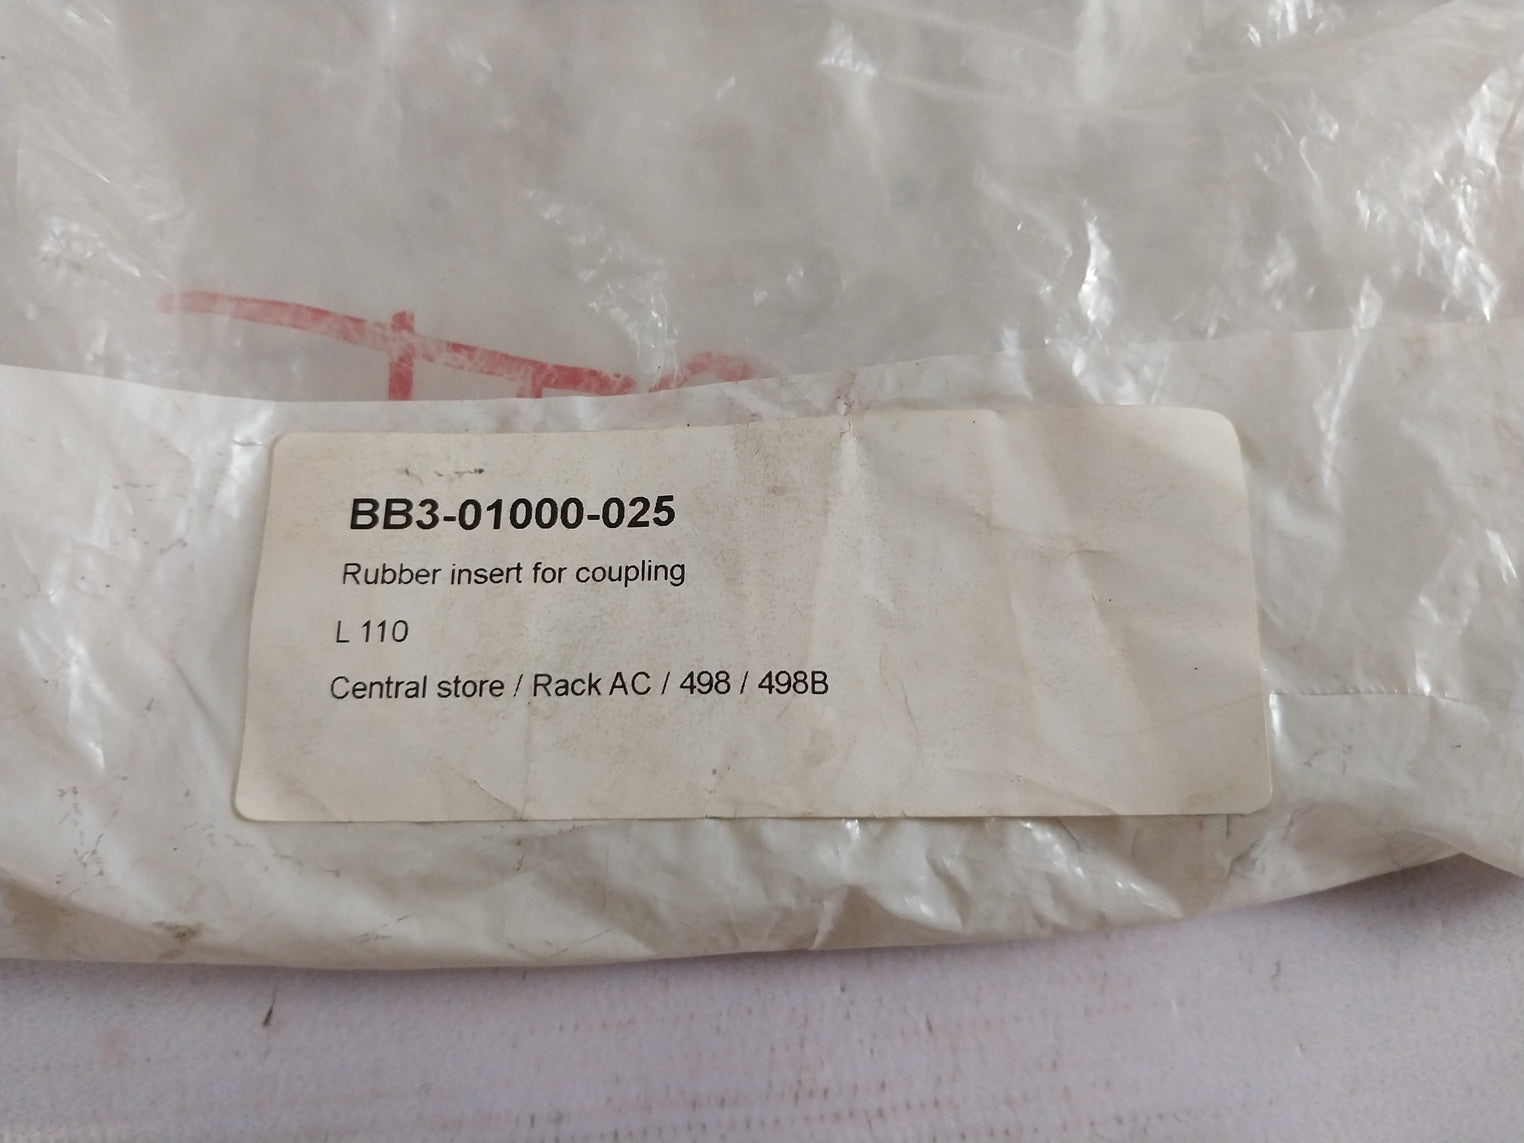 BB3-01000-025
Rubber insert for coupling
L 110
Central store / Rack AC / 498 / 498B